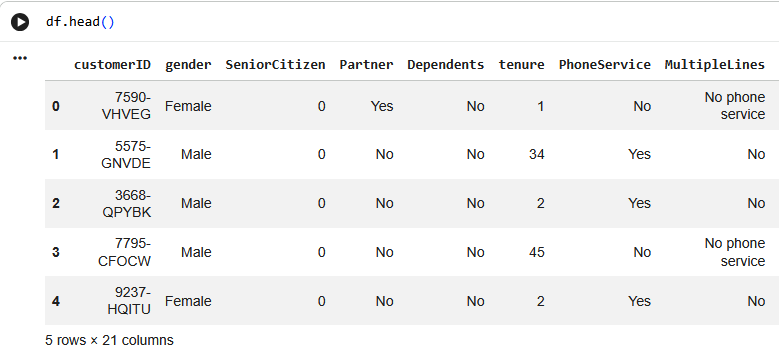 df.head()
customerID gender SeniorCitizen Partner Dependents tenure PhoneService MultipleLines
0 7590-VHVEG Female 0 Yes No 1 No No phone service
1 5575-GNVDE Male 0 No No 34 Yes No
2 3668-QPYBK Male 0 No No 2 Yes No
3 7795-CFOCW Male 0 No No 45 No No phone service
4 9237-HQITU Female 0 No No 2 Yes No
5 rows × 21 columns